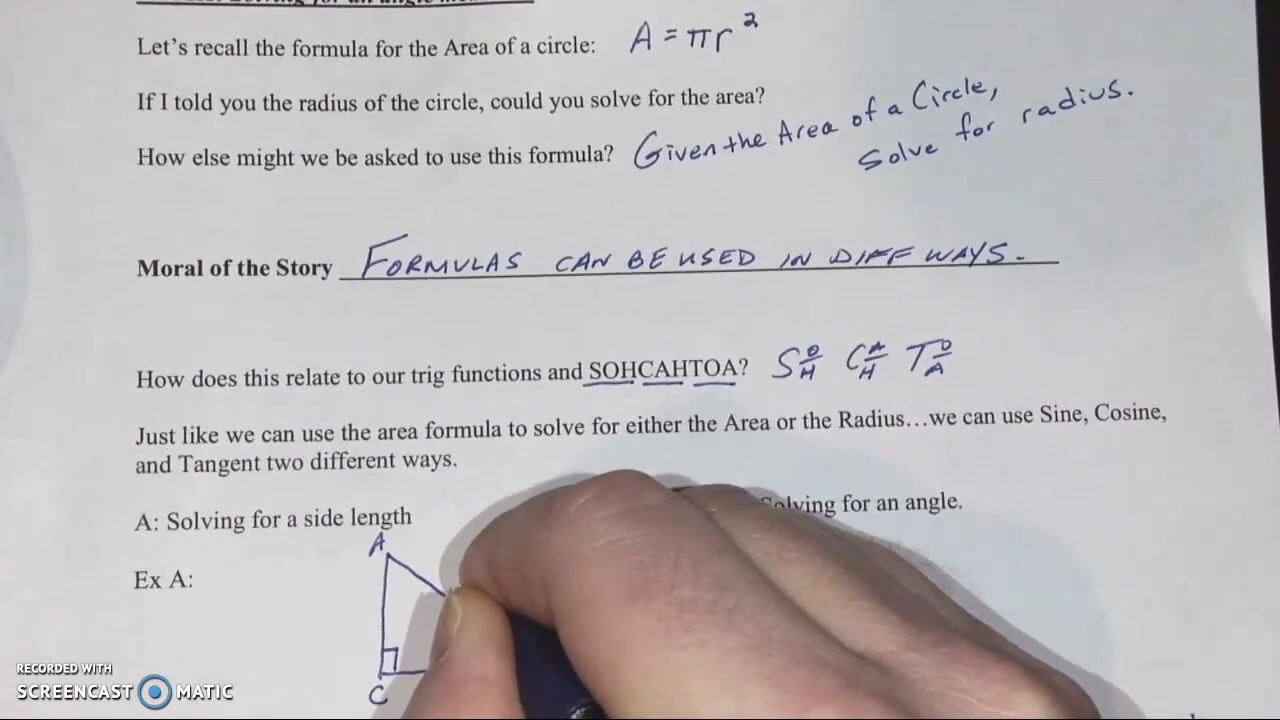 Let's recall the formula for the Area of a circle: A = πr²
If I told you the radius of the circle, could you solve for the area?
How else might we be asked to use this formula? Given the Area of a Circle,
Solve for radius.
Moral of the Story FORMULAS CAN BE USED IN DIFF WAYS.
How does this relate to our trig functions and SOHCAHTOA? S O/H C A/H T O/A
Just like we can use the area formula to solve for either the Area or the Radius…we can use Sine, Cosine,
and Tangent two different ways.
A: Solving for a side length Solving for an angle.
A
Ex A:
C
RECORDED WITH
SCREENCAST MATIC